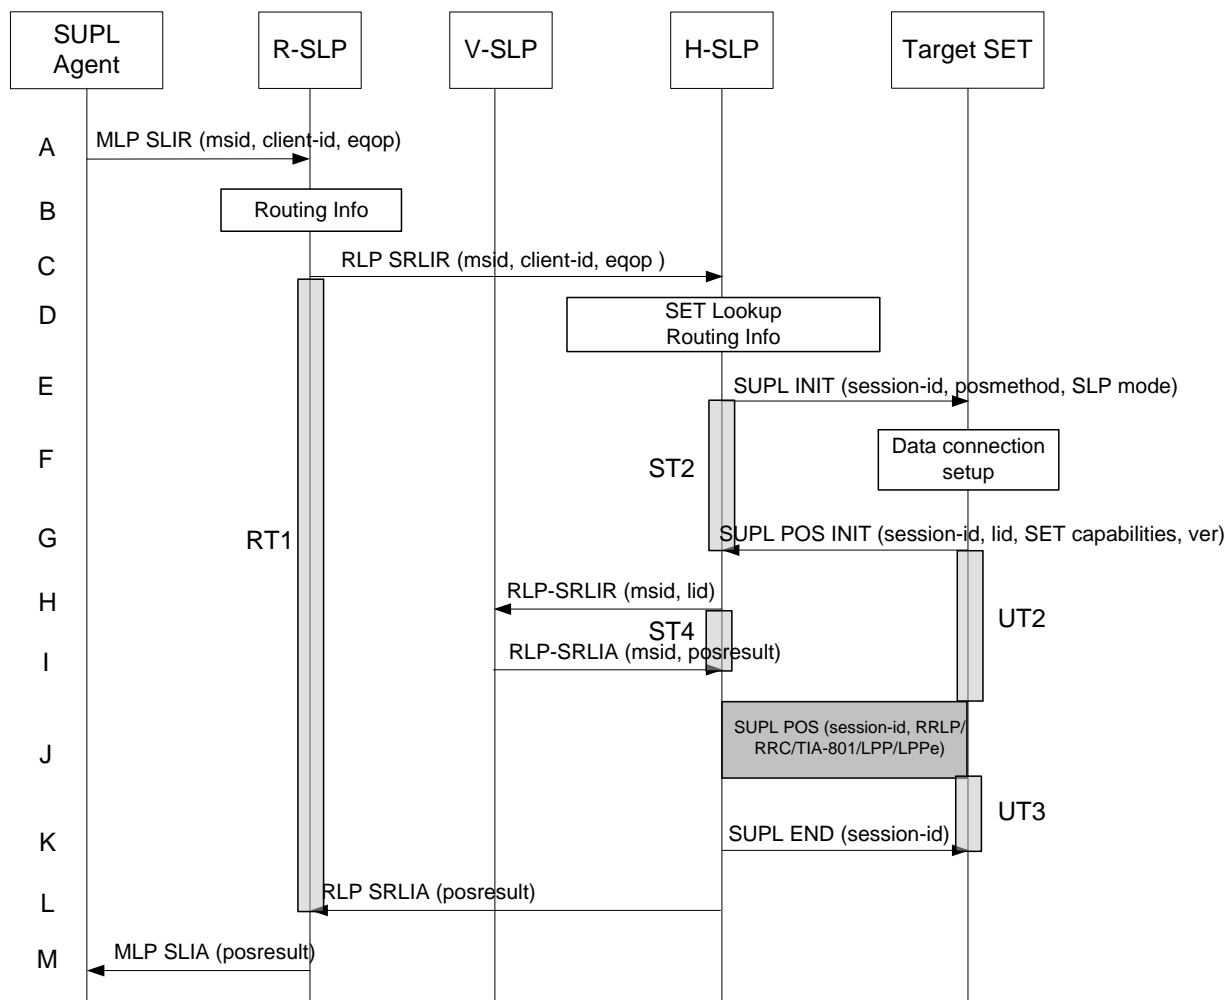 SUPL
Agent
R-SLP
V-SLP
H-SLP
Target SET
A
MLP SLIR (msid, client-id, eqop)
B
Routing Info
C
RLP SRLIR (msid, client-id, eqop )
D
SET Lookup
Routing Info
E
SUPL INIT (session-id, posmethod, SLP mode)
F
ST2
Data connection
setup
G
RT1
SUPL POS INIT (session-id, lid, SET capabilities, ver)
H
RLP-SRLIR (msid, lid)
ST4
UT2
I
RLP-SRLIA (msid, posresult)
J
SUPL POS (session-id, RRLP/
RRC/TIA-801/LPP/LPPe)
UT3
K
SUPL END (session-id)
L
RLP SRLIA (posresult)
M
MLP SLIA (posresult)